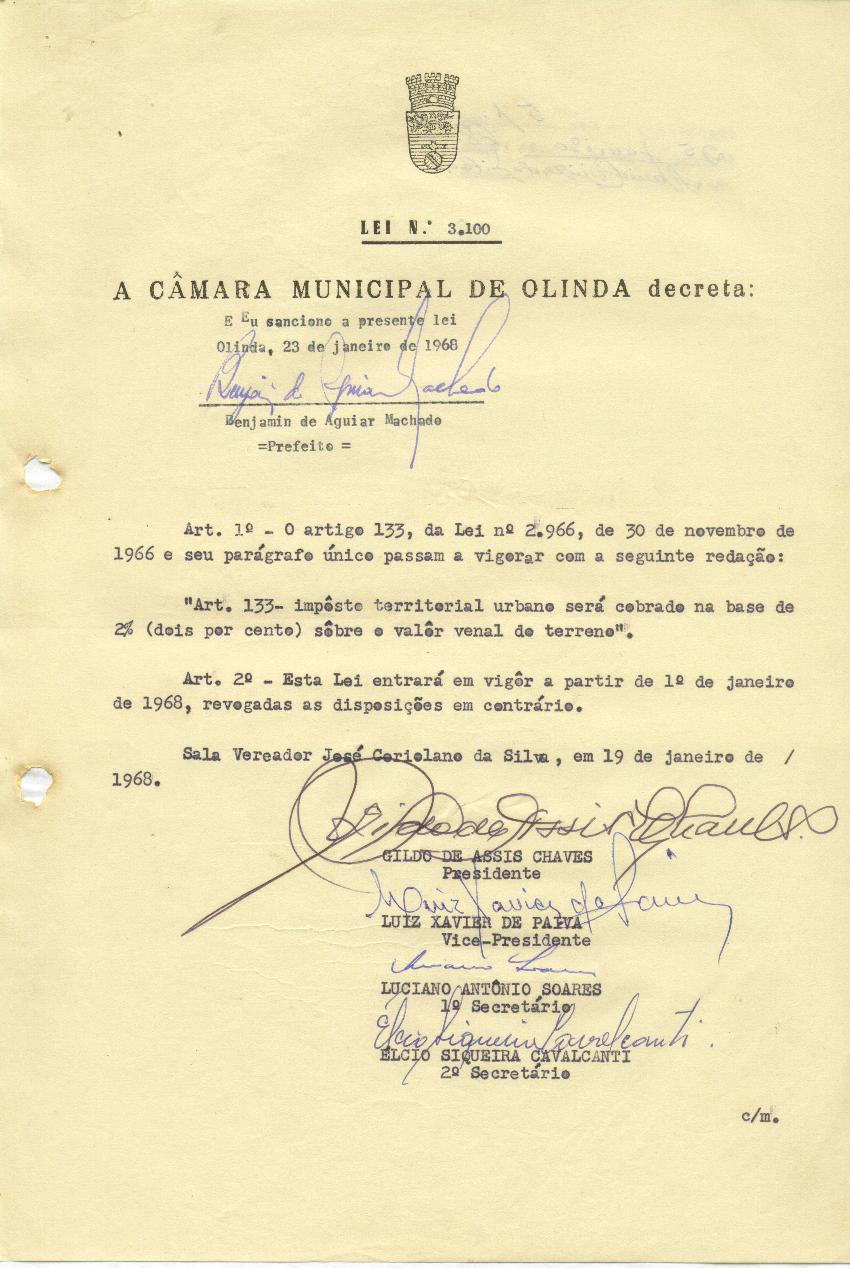 LEI N.º 3.100
A CÂMARA MUNICIPAL DE OLINDA decreta:
E Eu sanciono a presente lei
Olinda, 23 de janeiro de 1968
Benjamin de Aguiar Machado
=Prefeito =
Art. 1º - O artigo 133, da Lei nº 2.966, de 30 de novembro de
1966 e seu parágrafo único passam a vigorar com a seguinte redação:
"Art. 133- impôsto territorial urbano será cobrado na base de
2% (dois por cento) sôbre o valôr venal do terreno".
Art. 2º - Esta Lei entrará em vigôr a partir de 1º de janeiro
de 1968, revogadas as disposições em contrário.
Sala Vereador José Coriolano da Silva, em 19 de janeiro de /
1968.
GILDO DE ASSIS CHAVES
Presidente
LUIZ XAVIER DE PAIVA
Vice-Presidente
LUCIANO ANTÔNIO SOARES
1º Secretário
Élcio Siqueira Cavalcanti.
ÉLCIO SIQUEIRA CAVALCANTI
2º Secretário
c/m.